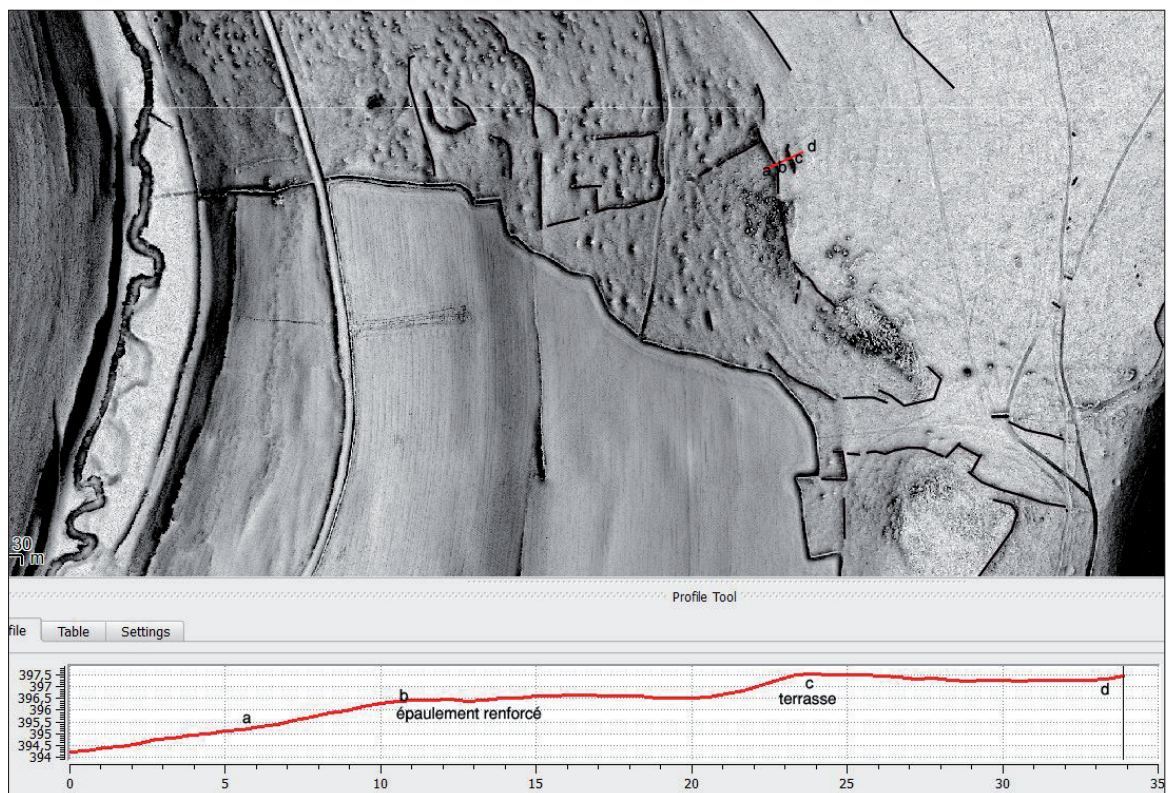 a b c d
30
m
Profile Tool
file Table Settings
397,5
397
396,5
396
395,5
395
394,5
394
a
b
épaulement renforcé
c
terrasse
d
0 5 10 15 20 25 30 35